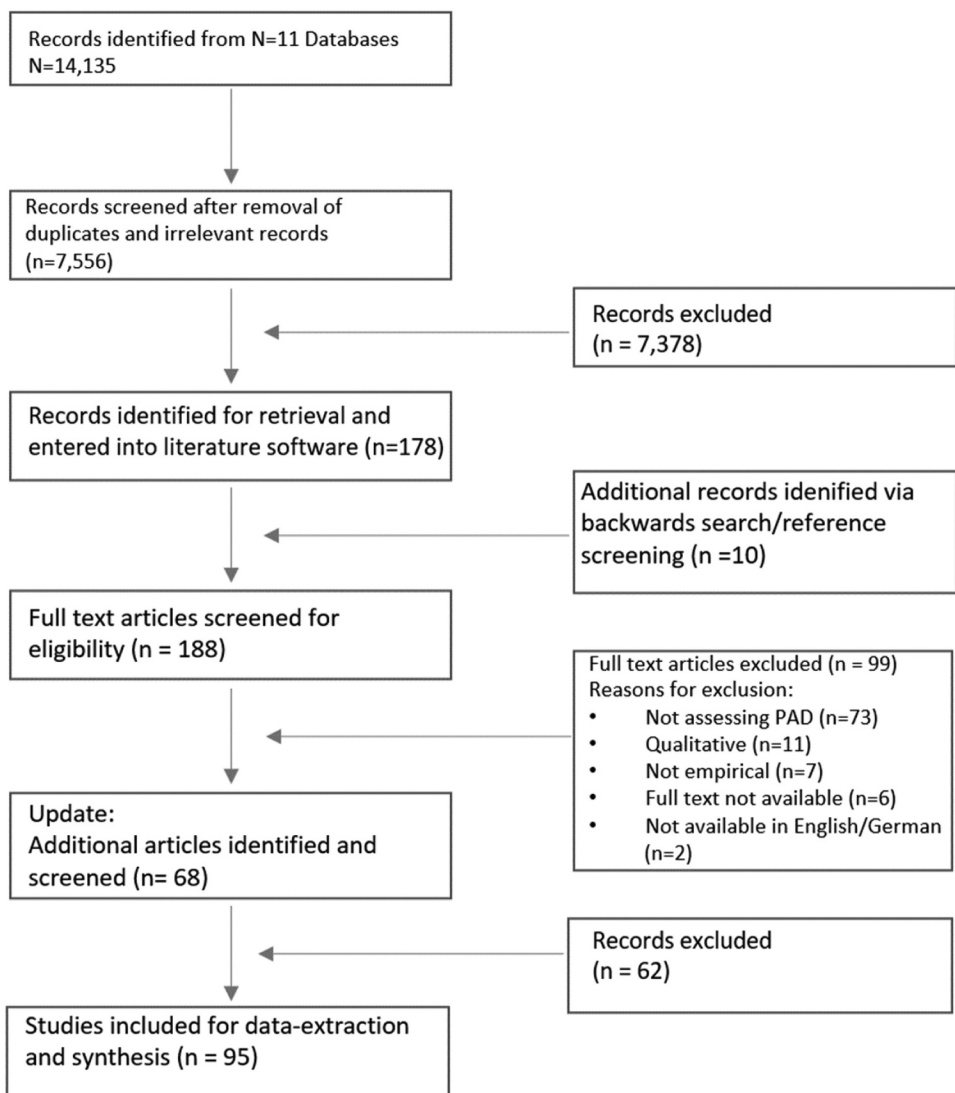 Records identified from N=11 Databases
N=14,135
Records screened after removal of
duplicates and irrelevant records
(n=7,556)
Records excluded
(n = 7,378)
Records identified for retrieval and
entered into literature software (n=178)
Additional records idenified via
backwards search/reference
screening (n =10)
Full text articles screened for
eligibility (n = 188)
Full text articles excluded (n = 99)
Reasons for exclusion:
• Not assessing PAD (n=73)
• Qualitative (n=11)
• Not empirical (n=7)
• Full text not available (n=6)
• Not available in English/German
(n=2)
Update:
Additional articles identified and
screened (n= 68)
Records excluded
(n = 62)
Studies included for data-extraction
and synthesis (n = 95)